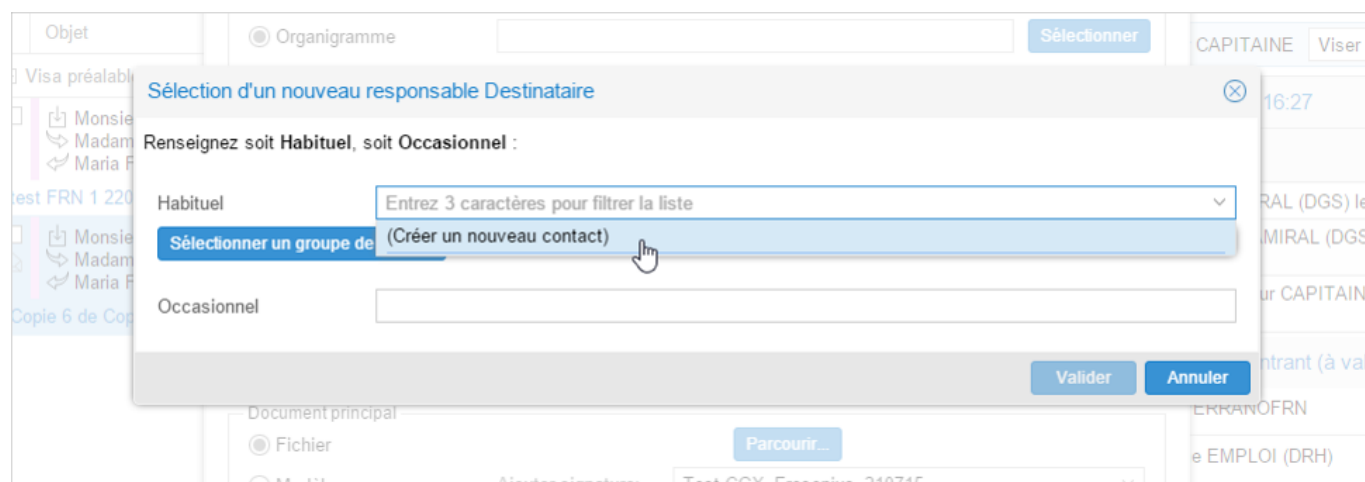 Objet
Organigramme
Sélectionner
CAPITAINE
Viser
Visa préalabl
Sélection d'un nouveau responsable Destinataire
16:27
Monsie
Madam
Maria F
Renseignez soit Habituel, soit Occasionnel :
test FRN 1 220
Habituel
Entrez 3 caractères pour filtrer la liste
RAL (DGS) le
Monsie
Madam
Maria F
Sélectionner un groupe de
(Créer un nouveau contact)
MIRAL (DGS
Occasionnel
ur CAPITAIN
Copie 6 de Cop
Valider
Annuler
ntrant (à val
Document principal
ERRANOFRN
Fichier
Parcourir...
e EMPLOI (DRH)